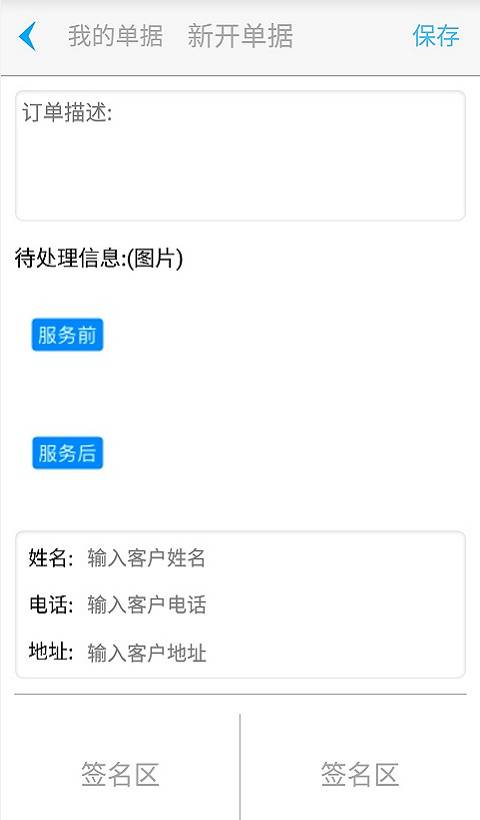 我的单据 新开单据 保存
订单描述:
待处理信息:(图片)
服务前
服务后
姓名: 输入客户姓名
电话: 输入客户电话
地址: 输入客户地址
签名区 签名区